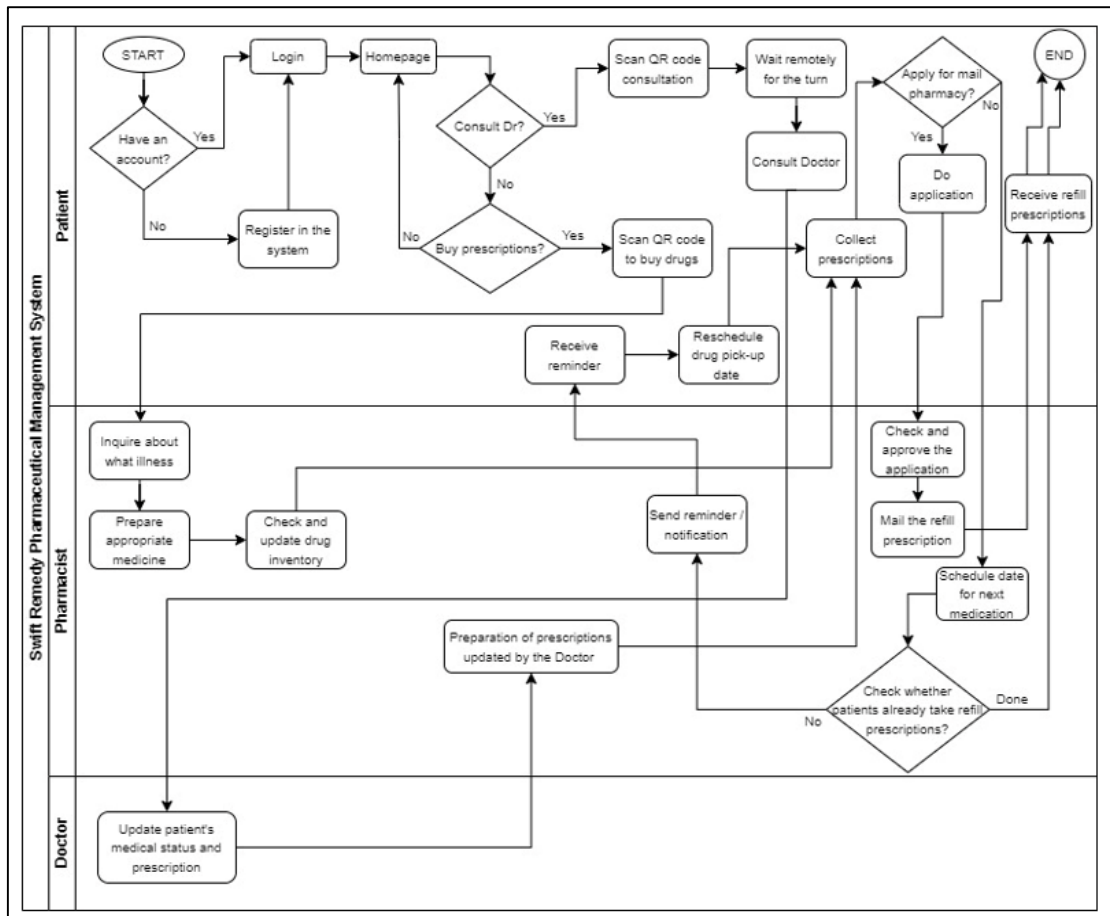 Swift Remedy Pharmaceutical Management System
Patient
START
Login
Homepage
Scan QR code
consultation
Wait remotely
for the turn
Apply for mail
pharmacy?
END
No
Have an
account?
Yes
Consult Dr?
Yes
Yes
Consult Doctor
Do
application
Receive refill
prescriptions
No
No
Register in the
system
No
Buy prescriptions?
Yes
Scan QR code
to buy drugs
Collect
prescriptions
Receive
reminder
Reschedule
drug pick-up
date
Pharmacist
Inquire about
what illness
Check and
approve the
application
Prepare
appropriate
medicine
Check and
update drug
inventory
Send reminder /
notification
Mail the refill
prescription
Schedule date
for next
medication
Preparation of prescriptions
updated by the Doctor
Check whether
patients already take refill
prescriptions?
Done
No
Doctor
Update patient's
medical status and
prescription